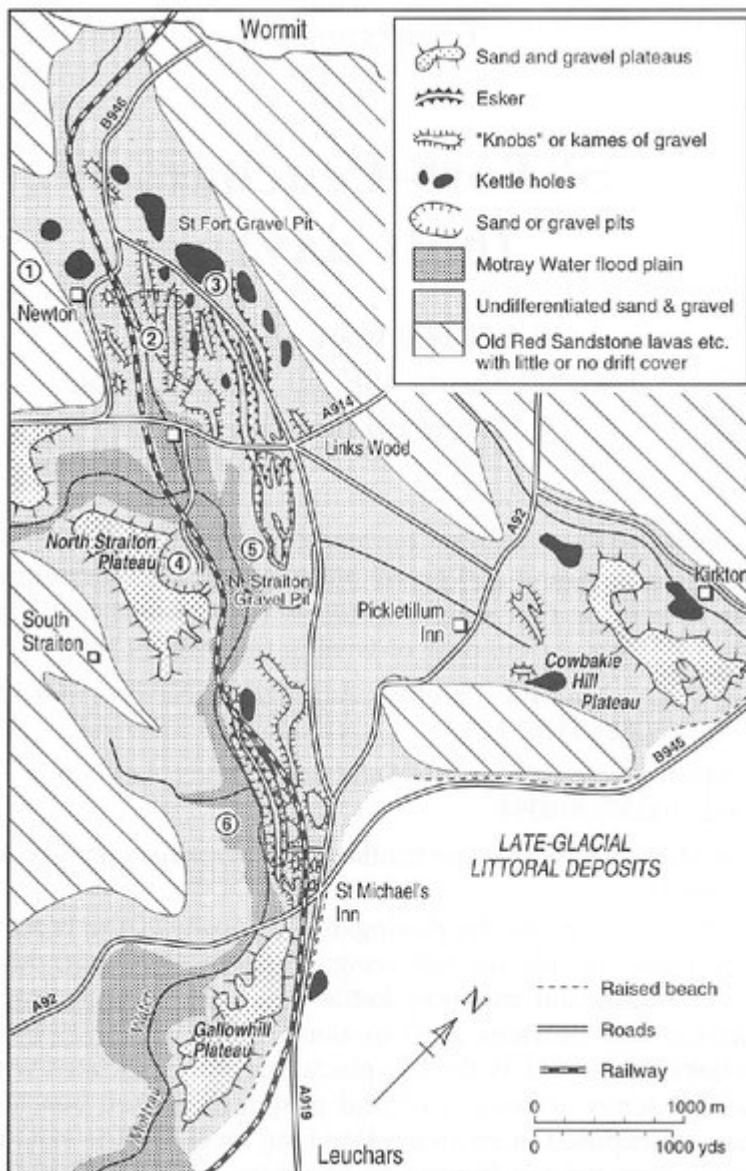 Wormit
B946
St Fort Gravel Pit
1
Newton
3
2
A914
Links Wood
North Straiton
Plateau
4
5
N. Straiton
Gravel Pit
South
Straiton
Pickletillum
Inn
A92
Kirkton
Cowbakie
Hill
Plateau
B945
6
LATE-GLACIAL
LITTORAL DEPOSITS
St Michael's
Inn
A92
Water
Motray
Gallowhill
Plateau
A919
Leuchars
Sand and gravel plateaus
Esker
"Knobs" or kames of gravel
Kettle holes
Sand or gravel pits
Motray Water flood plain
Undifferentiated sand & gravel
Old Red Sandstone lavas etc.
with little or no drift cover
N
Raised beach
Roads
Railway
0 1000 m
0 1000 yds